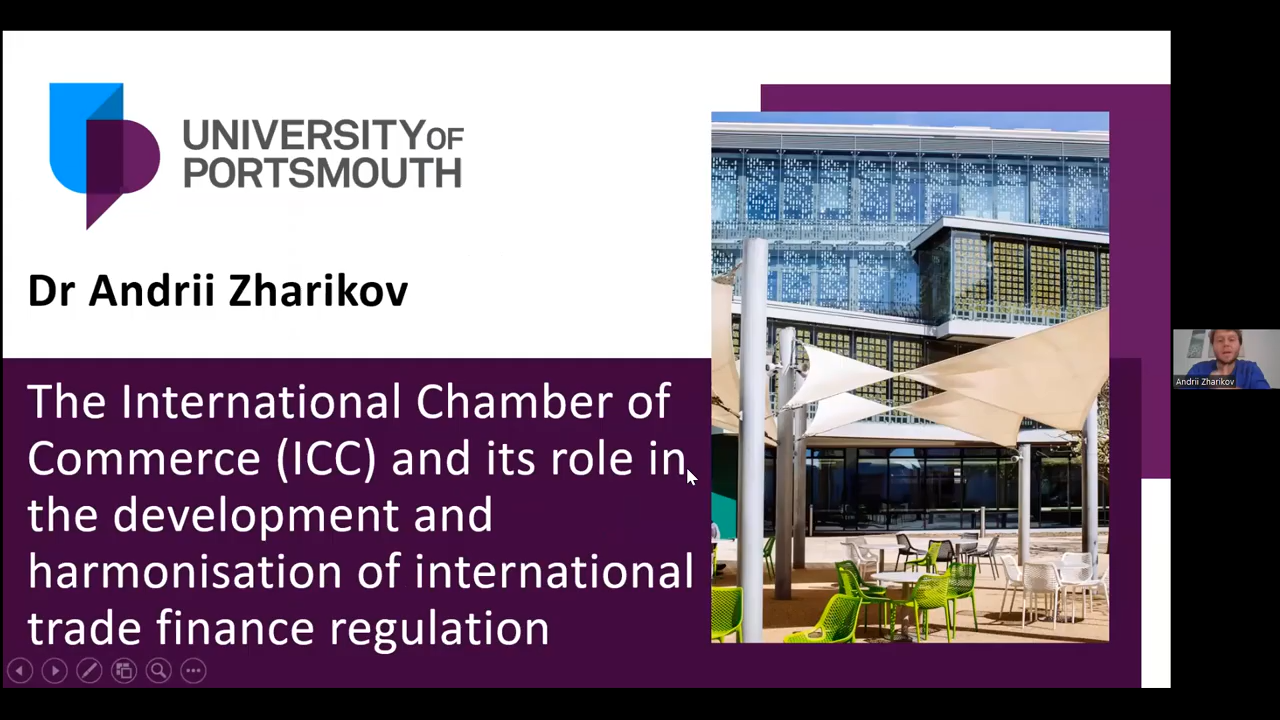 UNIVERSITY OF
PORTSMOUTH
Dr Andrii Zharikov
The International Chamber of
Commerce (ICC) and its role in
the development and
harmonisation of international
trade finance regulation
Andrii Zharikov